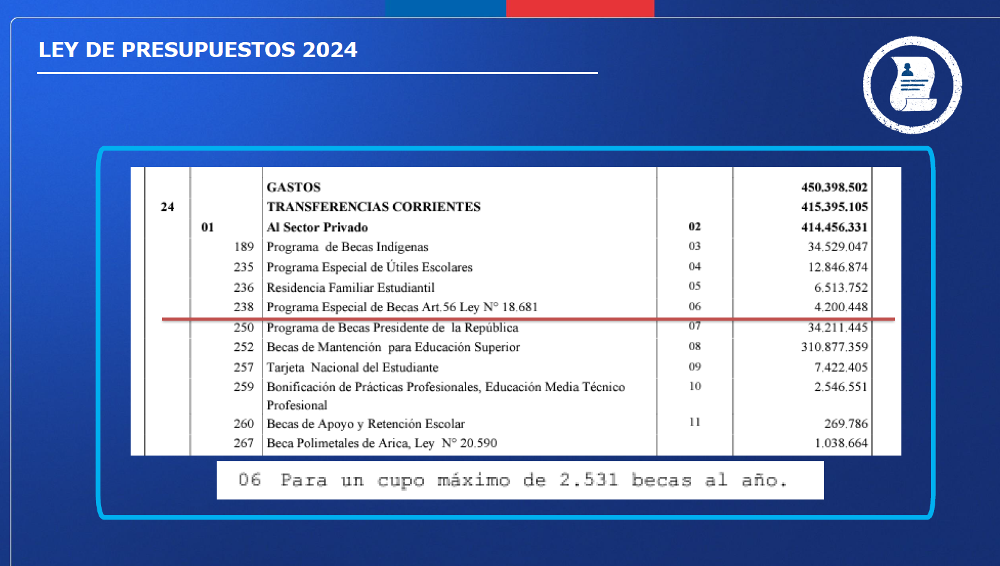 LEY DE PRESUPUESTOS 2024
GASTOS 450.398.502
24 TRANSFERENCIAS CORRIENTES 415.395.105
01 Al Sector Privado 02 414.456.331
189 Programa de Becas Indígenas 03 34.529.047
235 Programa Especial de Útiles Escolares 04 12.846.874
236 Residencia Familiar Estudiantil 05 6.513.752
238 Programa Especial de Becas Art.56 Ley N° 18.681 06 4.200.448
250 Programa de Becas Presidente de la República 07 34.211.445
252 Becas de Mantención para Educación Superior 08 310.877.359
257 Tarjeta Nacional del Estudiante 09 7.422.405
259 Bonificación de Prácticas Profesionales, Educación Media Técnico 10 2.546.551
Profesional
260 Becas de Apoyo y Retención Escolar 11 269.786
267 Beca Polimetales de Arica, Ley N° 20.590 1.038.664
06 Para un cupo máximo de 2.531 becas al año.